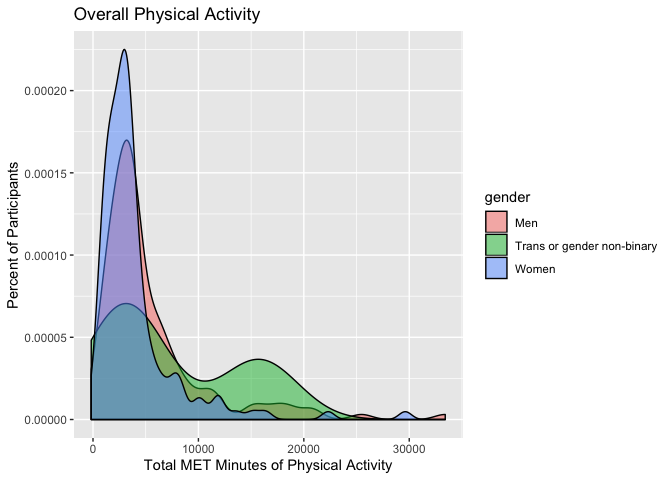 Overall Physical Activity
0.00020
0.00015
0.00010
0.00005
0.00000
Percent of Participants
0 10000 20000 30000
Total MET Minutes of Physical Activity
gender
Men
Trans or gender non-binary
Women